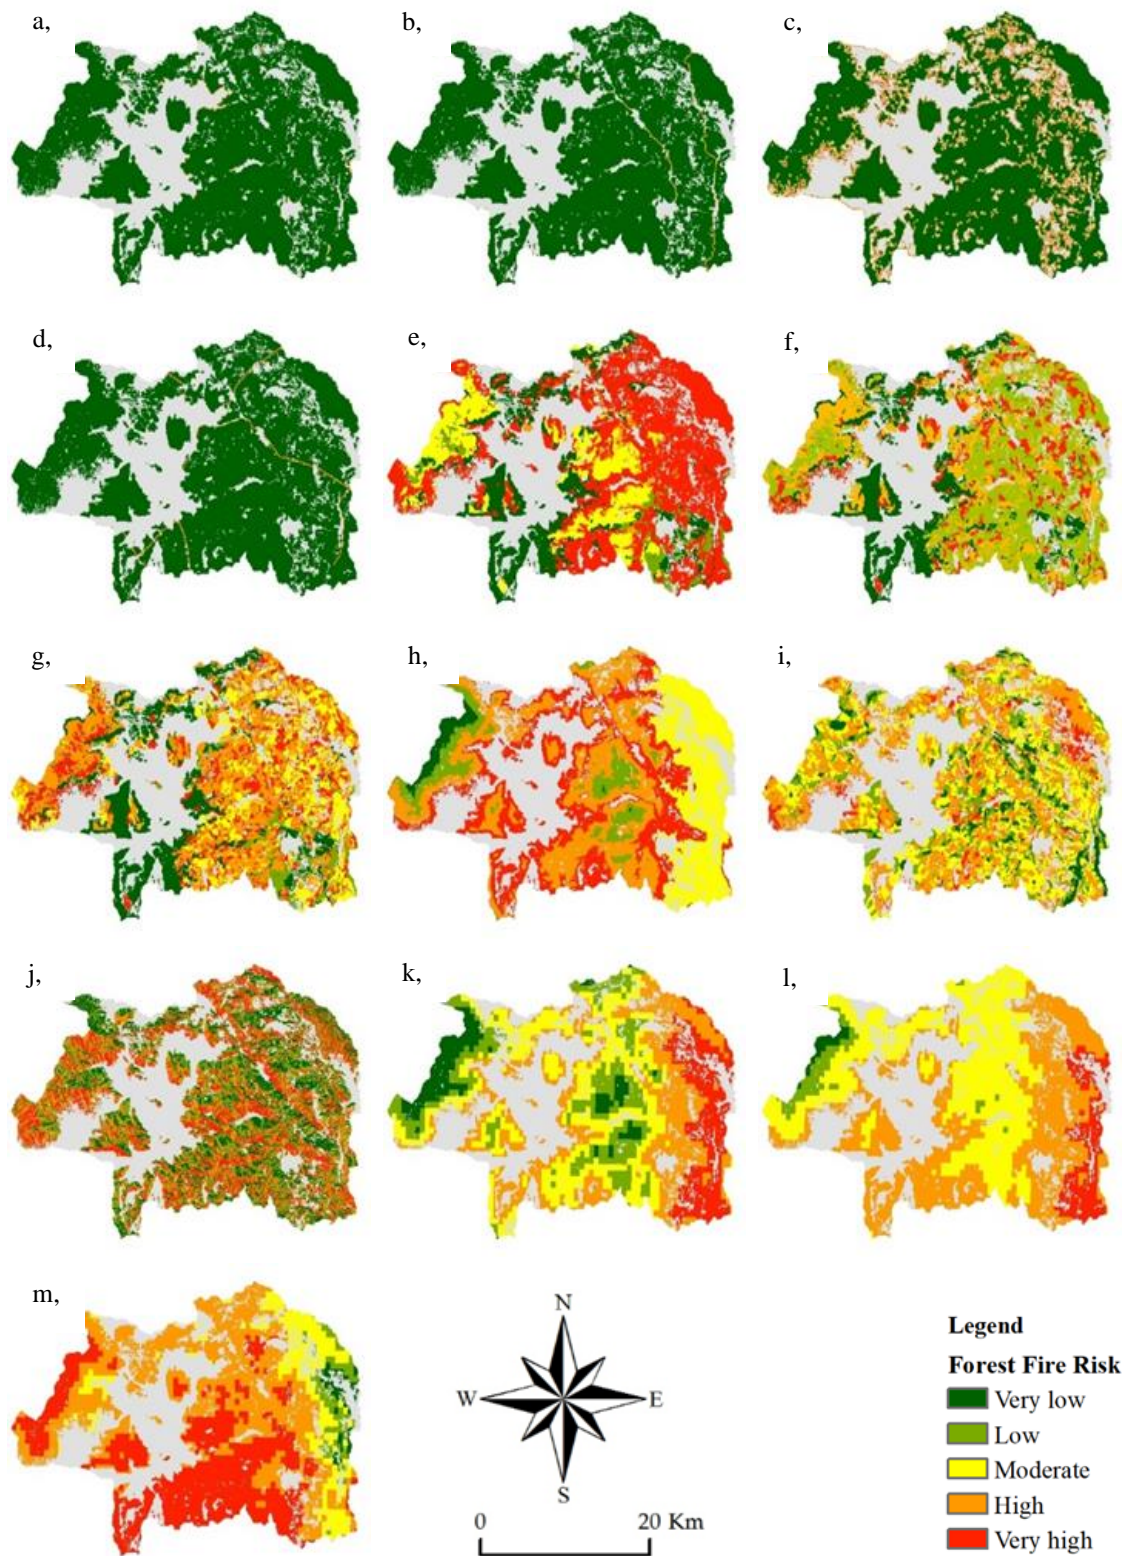 a, b, c,
d, e, f,
g, h, i,
j, k, l,
m,
N
W E
S
0 20 Km
Legend
Forest Fire Risk
Very low
Low
Moderate
High
Very high